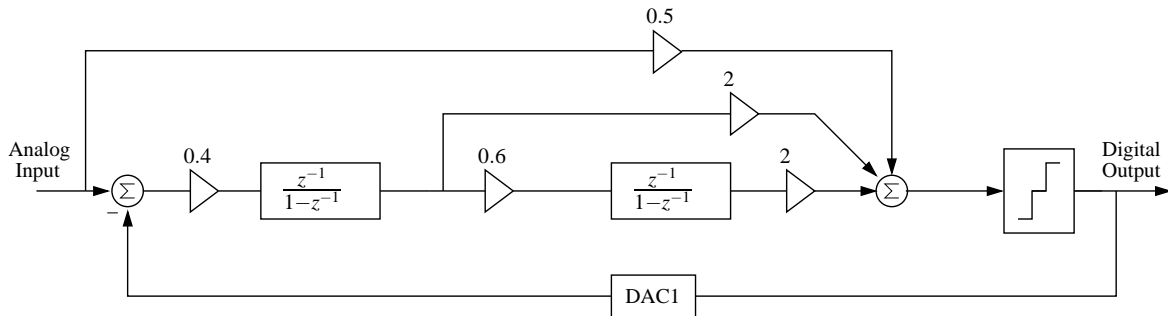 0.5
2
Analog
Input
0.4
0.6
2
Digital
Output
Σ
−
z⁻¹
1−z⁻¹
z⁻¹
1−z⁻¹
Σ
DAC1